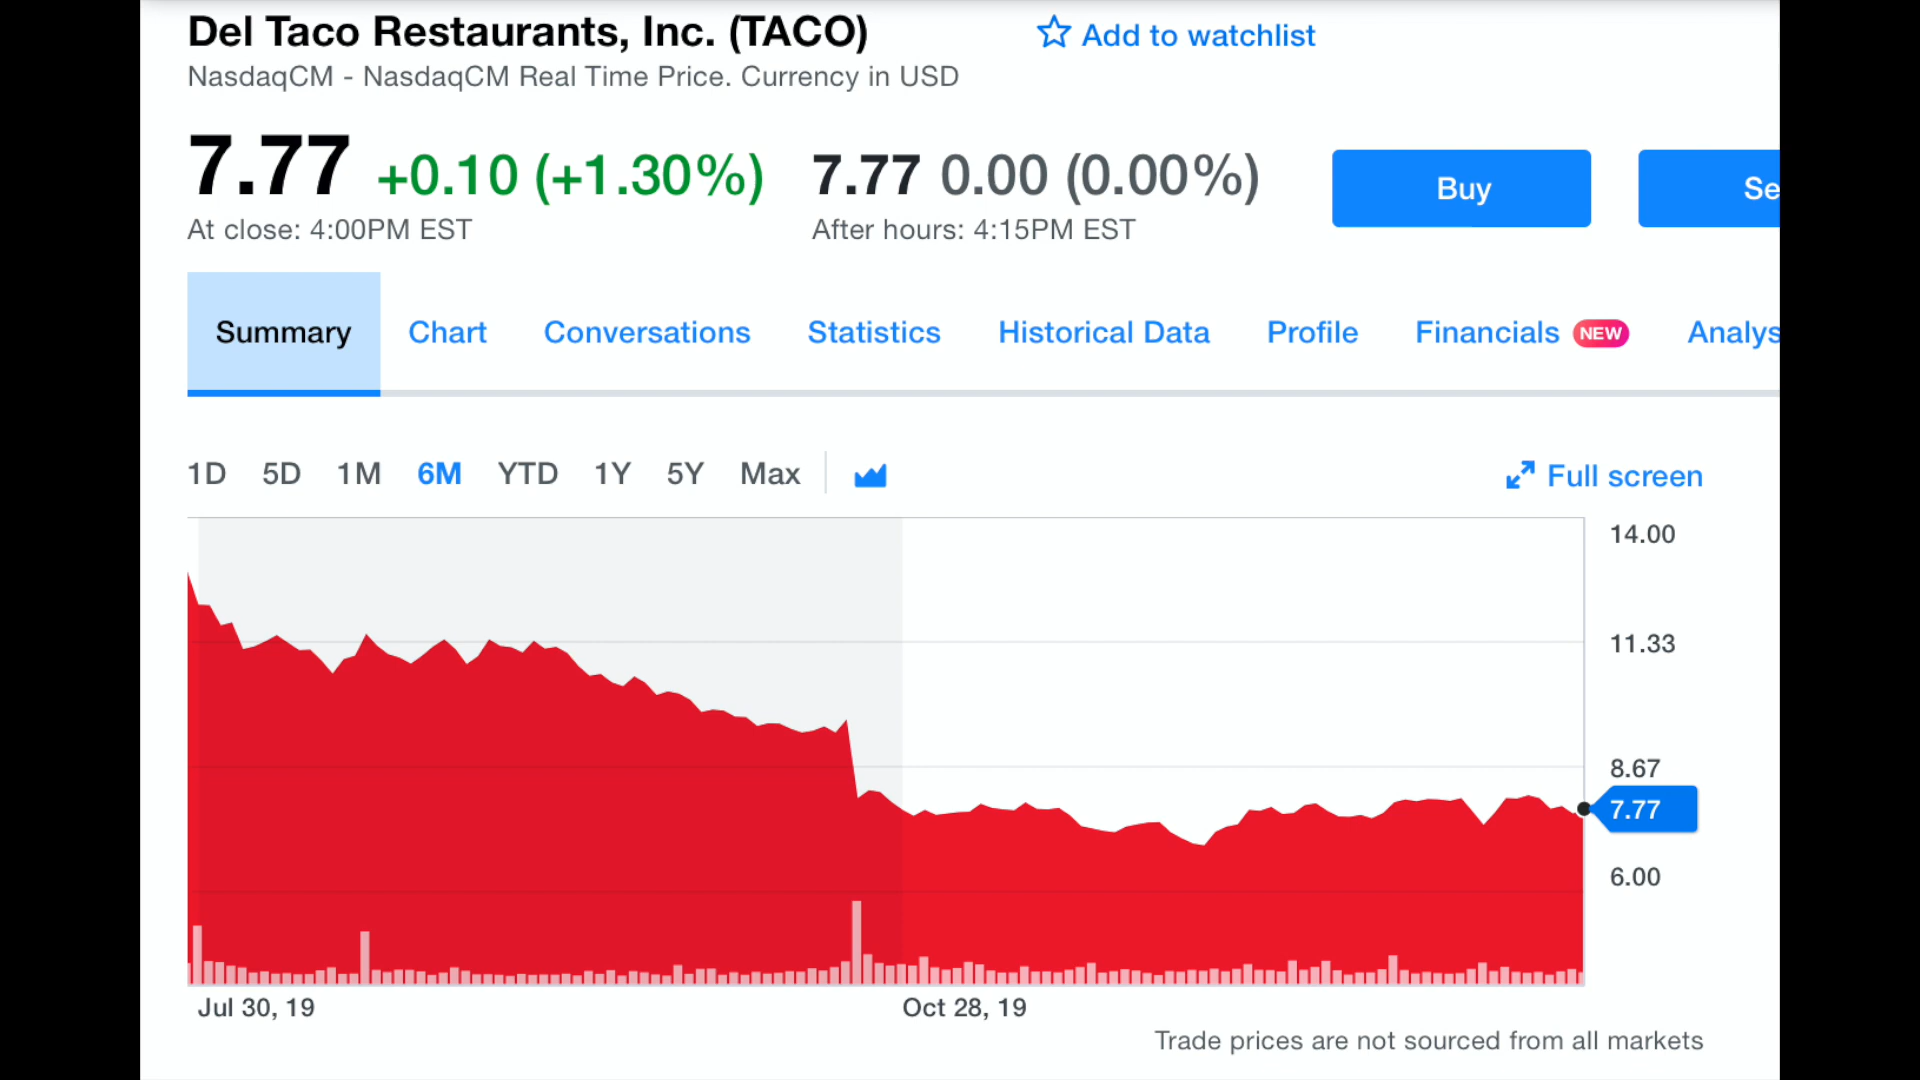 Del Taco Restaurants, Inc. (TACO)
Add to watchlist
NasdaqCM - NasdaqCM Real Time Price. Currency in USD
7.77 +0.10 (+1.30%)
At close: 4:00PM EST
7.77 0.00 (0.00%)
After hours: 4:15PM EST
Buy
Se
Summary Chart Conversations Statistics Historical Data Profile Financials NEW Analys
1D 5D 1M 6M YTD 1Y 5Y Max
Full screen
14.00
11.33
8.67
7.77
6.00
Jul 30, 19 Oct 28, 19
Trade prices are not sourced from all markets